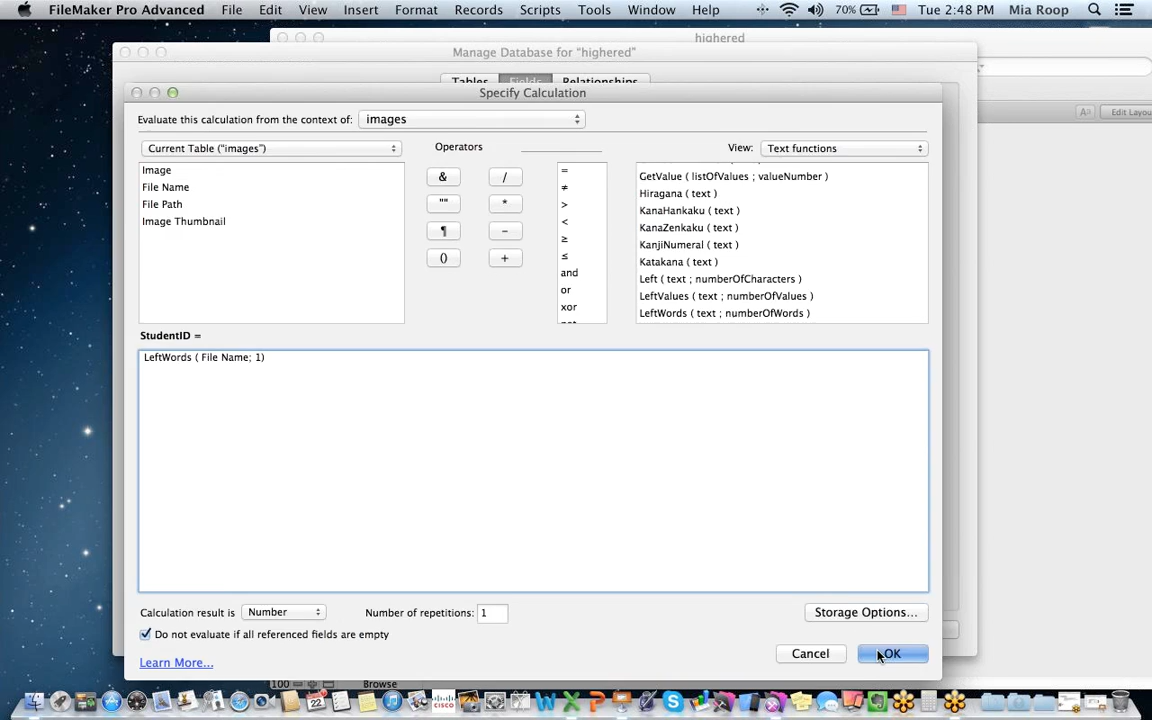 FileMaker Pro Advanced File Edit View Insert Format Records Scripts Tools Window Help 70% Tue 2:48 PM Mia Roop
highered
Manage Database for "highered"
Tables Fields Relationships
Specify Calculation
Evaluate this calculation from the context of: images
Edit Layou
Current Table ("images") Operators View: Text functions
Image
File Name
File Path
Image Thumbnail
& /
"" *
¶ -
() +
=
≠
>
<
≥
≤
and
or
xor
GetValue ( listOfValues ; valueNumber )
Hiragana ( text )
KanaHankaku ( text )
KanaZenkaku ( text )
KanjiNumeral ( text )
Katakana ( text )
Left ( text ; numberOfCharacters )
LeftValues ( text ; numberOfValues )
LeftWords ( text ; numberOfWords )
StudentID =
LeftWords ( File Name; 1)
Calculation result is Number Number of repetitions: 1 Storage Options...
Do not evaluate if all referenced fields are empty
Cancel OK
Learn More...
100 Browse